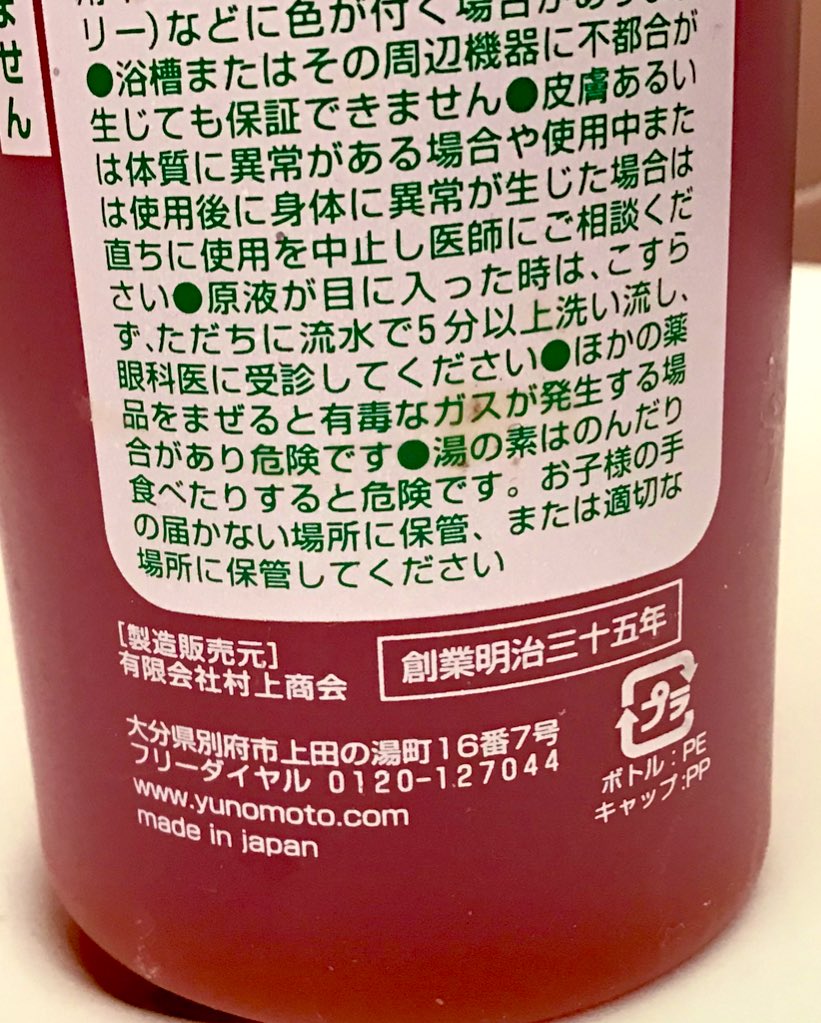 ません
リー)などに色が付く場合があ
●浴槽またはその周辺機器に不都合が
生じても保証できません●皮膚あるい
は体質に異常がある場合や使用中また
は使用後に身体に異常が生じた場合は
直ちに使用を中止し医師にご相談くだ
さい●原液が目に入った時は、こすら
ず、ただちに流水で5分以上洗い流し、
眼科医に受診してください●ほかの薬
品をまぜると有毒なガスが発生する場
合があり危険です●湯の素はのんだり
食べたりすると危険です。お子様の手
の届かない場所に保管、または適切な
場所に保管してください
[製造販売元]
有限会社村上商会
創業明治三十五年
大分県別府市上田の湯町16番7号
フリーダイヤル 0120-127044
www.yunomoto.com
made in japan
プラ
ボトル:PE
キャップ:PP